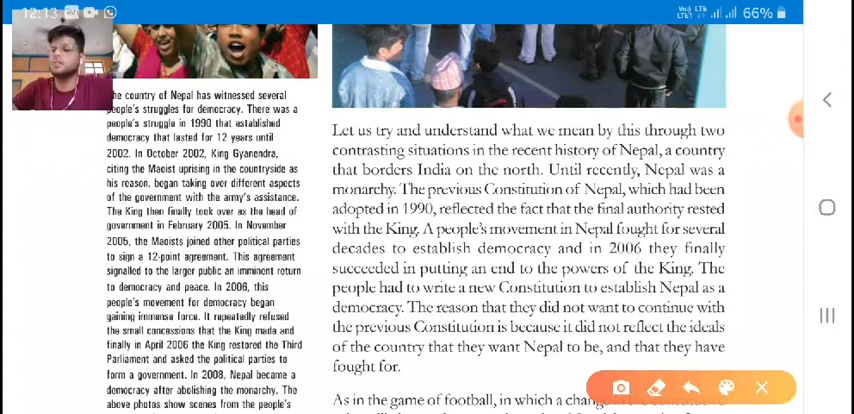 12:13
Vo) LTE
LTE1
66%
he country of Nepal has witnessed several
people's struggles for democracy. There was a
people's struggle in 1990 that established
democracy that lasted for 12 years until
2002. In October 2002, King Gyanendra,
citing the Maoist uprising in the countryside as
his reason, began taking over different aspects
of the government with the army's assistance.
The King then finally took over as the head of
government in February 2005. In November
2005, the Maoists joined other political parties
to sign a 12-point agreement. This agreement
signalled to the larger public an imminent return
to democracy and peace. In 2006, this
people's movement for democracy began
gaining immense force. It repeatedly refused
the small concessions that the King made and
finally in April 2006 the King restored the Third
Parliament and asked the political parties to
form a government. In 2008, Nepal became a
democracy after abolishing the monarchy. The
above photos show scenes from the people's
Let us try and understand what we mean by this through two
contrasting situations in the recent history of Nepal, a country
that borders India on the north. Until recently, Nepal was a
monarchy. The previous Constitution of Nepal, which had been
adopted in 1990, reflected the fact that the final authority rested
with the King. A people's movement in Nepal fought for several
decades to establish democracy and in 2006 they finally
succeeded in putting an end to the powers of the King. The
people had to write a new Constitution to establish Nepal as a
democracy. The reason that they did not want to continue with
the previous Constitution is because it did not reflect the ideals
of the country that they want Nepal to be, and that they have
fought for.
As in the game of football, in which a chang